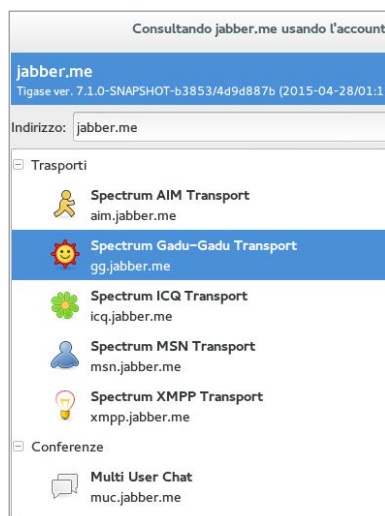 Consultando jabber.me usando l'account
jabber.me
Tigase ver. 7.1.0-SNAPSHOT-b3853/4d9d887b (2015-04-28/01:1
Indirizzo: jabber.me
Trasporti
Spectrum AIM Transport
aim.jabber.me
Spectrum Gadu-Gadu Transport
gg.jabber.me
Spectrum ICQ Transport
icq.jabber.me
Spectrum MSN Transport
msn.jabber.me
Spectrum XMPP Transport
xmpp.jabber.me
Conferenze
Multi User Chat
muc.jabber.me